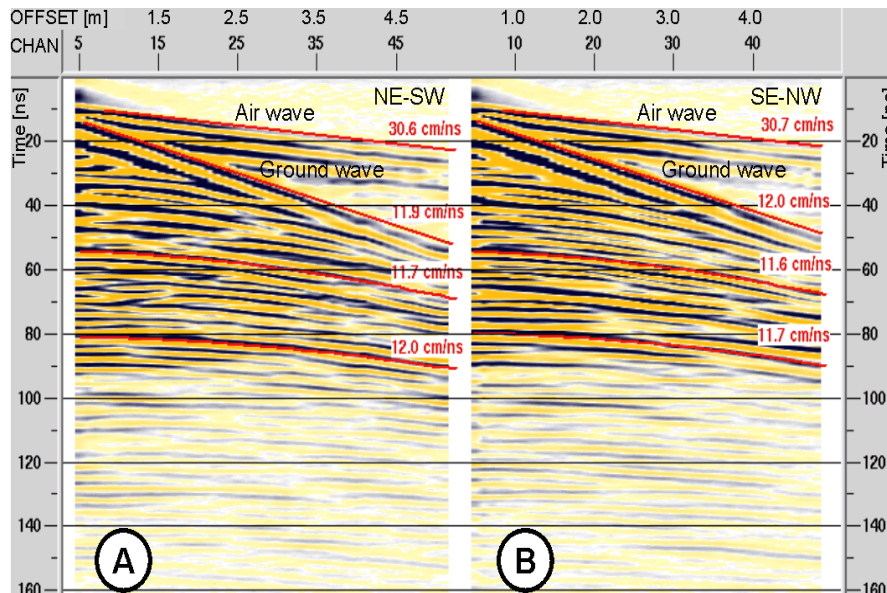 OFFSET [m] 1.5 2.5 3.5 4.5 1.0 2.0 3.0 4.0
CHAN 5 15 25 35 45 10 20 30 40
Time [ns]
Air wave
NE-SW
30.6 cm/ns
Ground wave
11.9 cm/ns
11.7 cm/ns
12.0 cm/ns
A
20
40
60
80
100
120
140
160
Air wave
SE-NW
30.7 cm/ns
Ground wave
12.0 cm/ns
11.6 cm/ns
11.7 cm/ns
B
Time [ns]
20
40
60
80
100
120
140
160